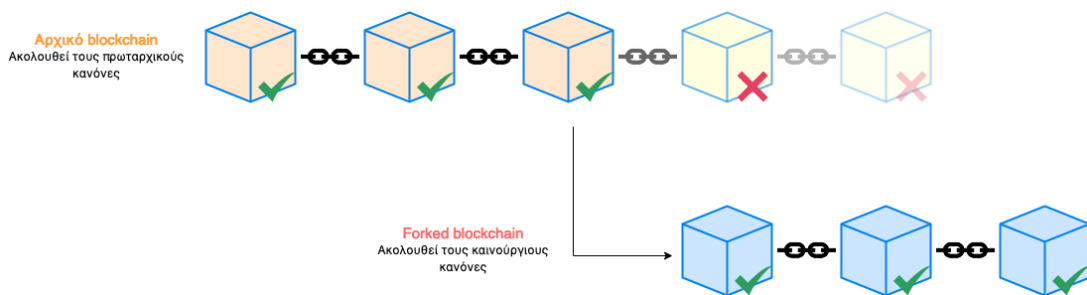 Αρχικό blockchain
Ακολουθεί τους πρωταρχικούς
κανόνες
Forked blockchain
Ακολουθεί τους καινούργιους
κανόνες